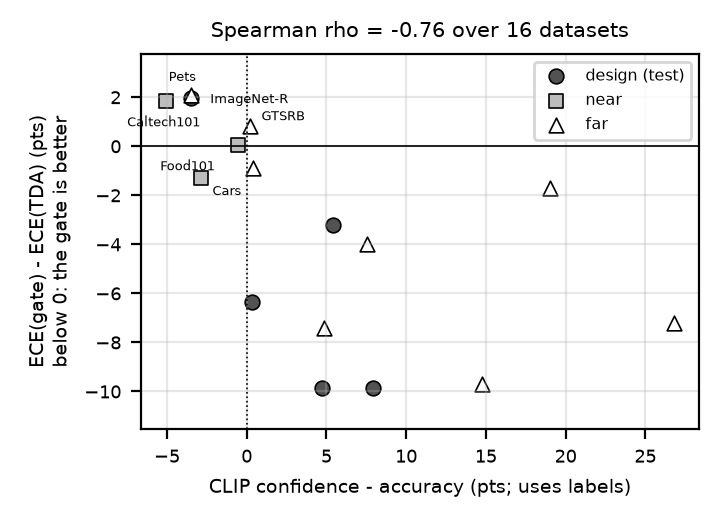 Spearman rho = -0.76 over 16 datasets
design (test)
near
far
Pets
ImageNet-R
GTSRB
Caltech101
Food101
Cars
2
0
−2
−4
−6
−8
−10
ECE(gate) - ECE(TDA) (pts)
below 0: the gate is better
−5
0
5
10
15
20
25
CLIP confidence - accuracy (pts; uses labels)